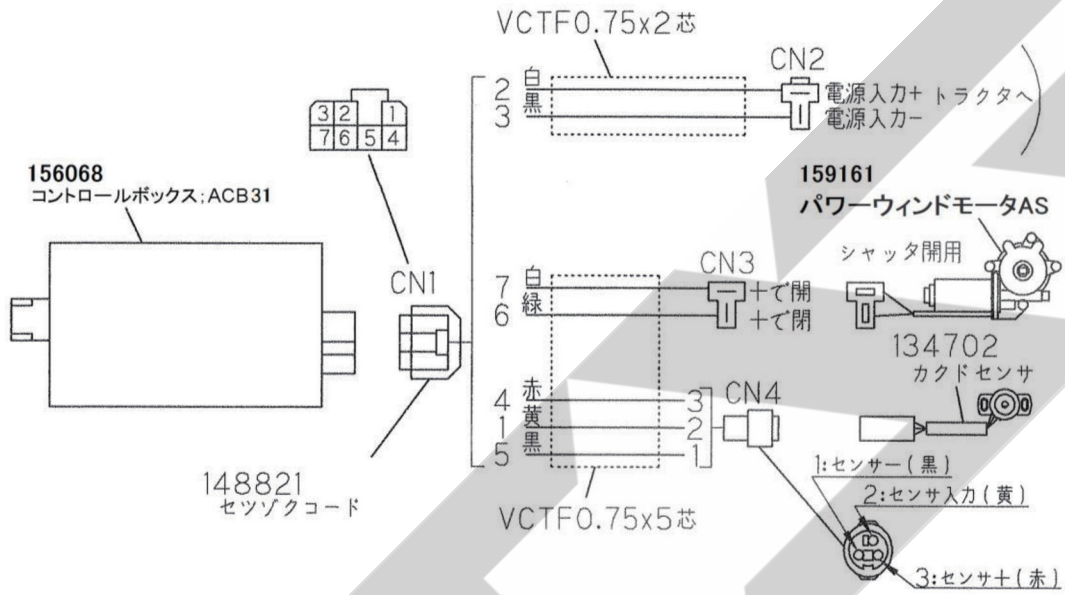 VCTF0.75x2芯
CN2
2 白
3 黒
電源入力+ トラクタへ
電源入力-
3 2 1
7 6 5 4
156068
コントロールボックス;ACB31
159161
パワーウィンドモータAS
シャッタ開用
CN1
7 白
6 緑
CN3
+で開
+で閉
134702
カクドセンサ
4 赤 3
1 黄 2
5 黒 1
CN4
148821
セツゾクコード
VCTF0.75x5芯
1:センサー(黒)
2:センサ入力(黄)
3:センサ+(赤)